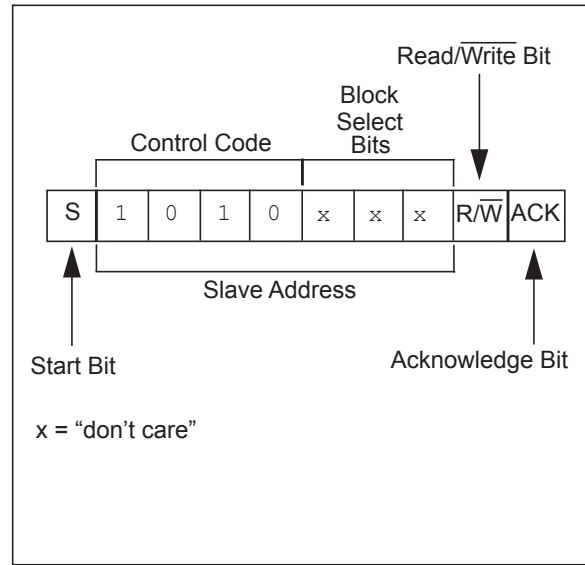 Read/Write Bit
Block
Select
Bits
Control Code
S 1 0 1 0 x x x R/W ACK
Slave Address
Start Bit
Acknowledge Bit
x = “don’t care”